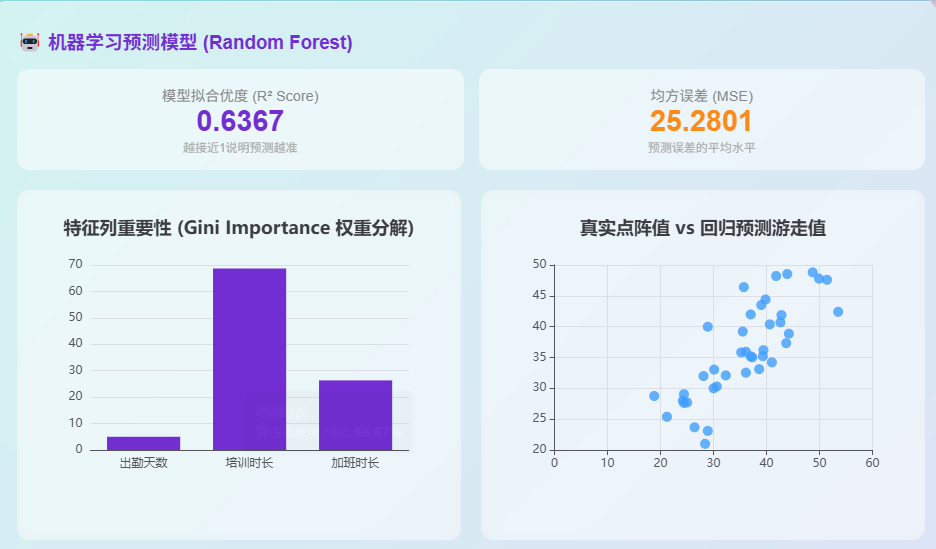 机器学习预测模型 (Random Forest)
模型拟合优度 (R² Score)
0.6367
越接近1说明预测越准
均方误差 (MSE)
25.2801
预测误差的平均水平
特征列重要性 (Gini Importance 权重分解)
70
60
50
40
30
20
10
0
出勤天数
培训时长
加班时长
真实点阵值 vs 回归预测游走值
50
45
40
35
30
25
20
0
10
20
30
40
50
60